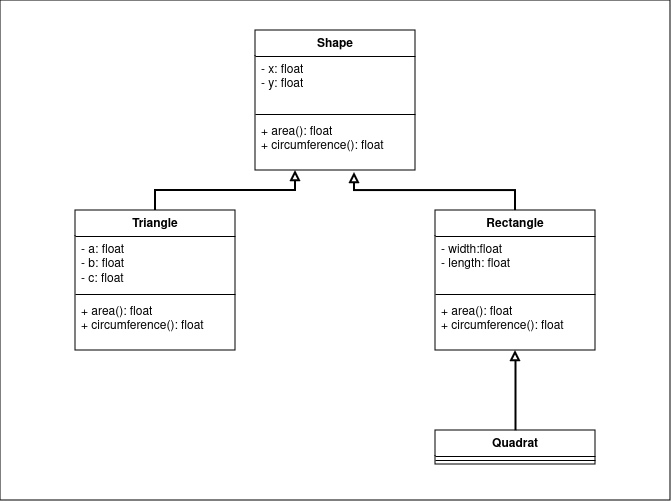 Shape
- x: float
- y: float
+ area(): float
+ circumference(): float
Triangle
- a: float
- b: float
- c: float
+ area(): float
+ circumference(): float
Rectangle
- width:float
- length: float
+ area(): float
+ circumference(): float
Quadrat